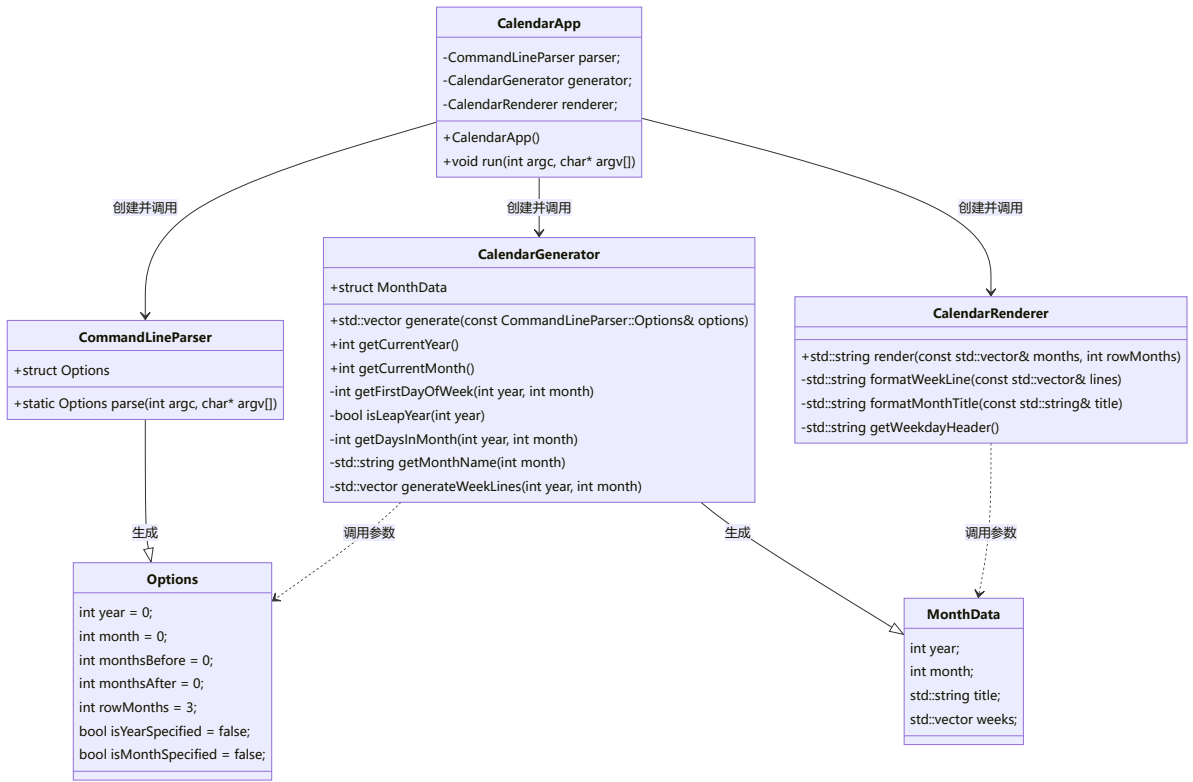 CalendarApp
-CommandLineParser parser;
-CalendarGenerator generator;
-CalendarRenderer renderer;
+CalendarApp()
+void run(int argc, char* argv[])
创建并调用
创建并调用
创建并调用
CommandLineParser
+struct Options
+static Options parse(int argc, char* argv[])
CalendarGenerator
+struct MonthData
+std::vector generate(const CommandLineParser::Options& options)
+int getCurrentYear()
+int getCurrentMonth()
-int getFirstDayOfWeek(int year, int month)
-bool isLeapYear(int year)
-int getDaysInMonth(int year, int month)
-std::string getMonthName(int month)
-std::vector generateWeekLines(int year, int month)
CalendarRenderer
+std::string render(const std::vector& months, int rowMonths)
-std::string formatWeekLine(const std::vector& lines)
-std::string formatMonthTitle(const std::string& title)
-std::string getWeekdayHeader()
生成
调用参数
生成
调用参数
Options
int year = 0;
int month = 0;
int monthsBefore = 0;
int monthsAfter = 0;
int rowMonths = 3;
bool isYearSpecified = false;
bool isMonthSpecified = false;
MonthData
int year;
int month;
std::string title;
std::vector weeks;